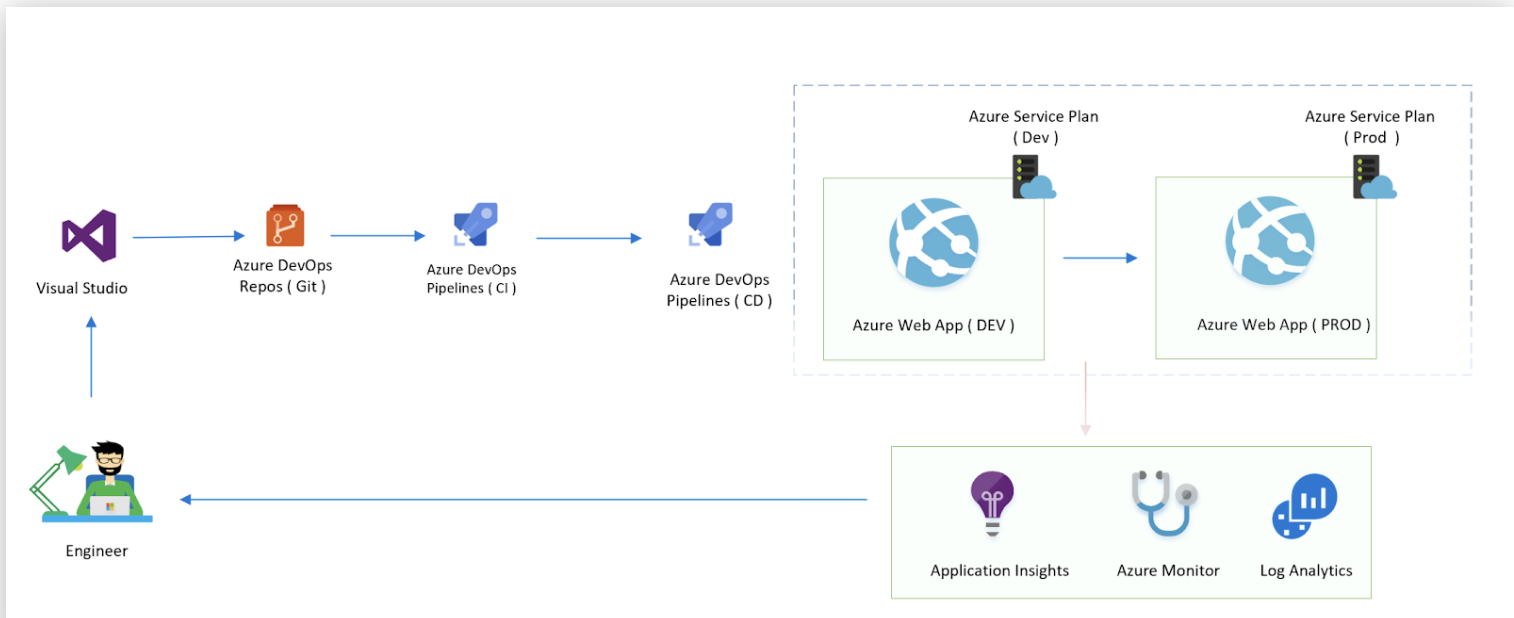 Azure Service Plan
( Dev )
Azure Service Plan
( Prod )
Visual Studio
Azure DevOps
Repos ( Git )
Azure DevOps
Pipelines ( CI )
Azure DevOps
Pipelines ( CD )
Azure Web App ( DEV )
Azure Web App ( PROD )
Engineer
Application Insights
Azure Monitor
Log Analytics